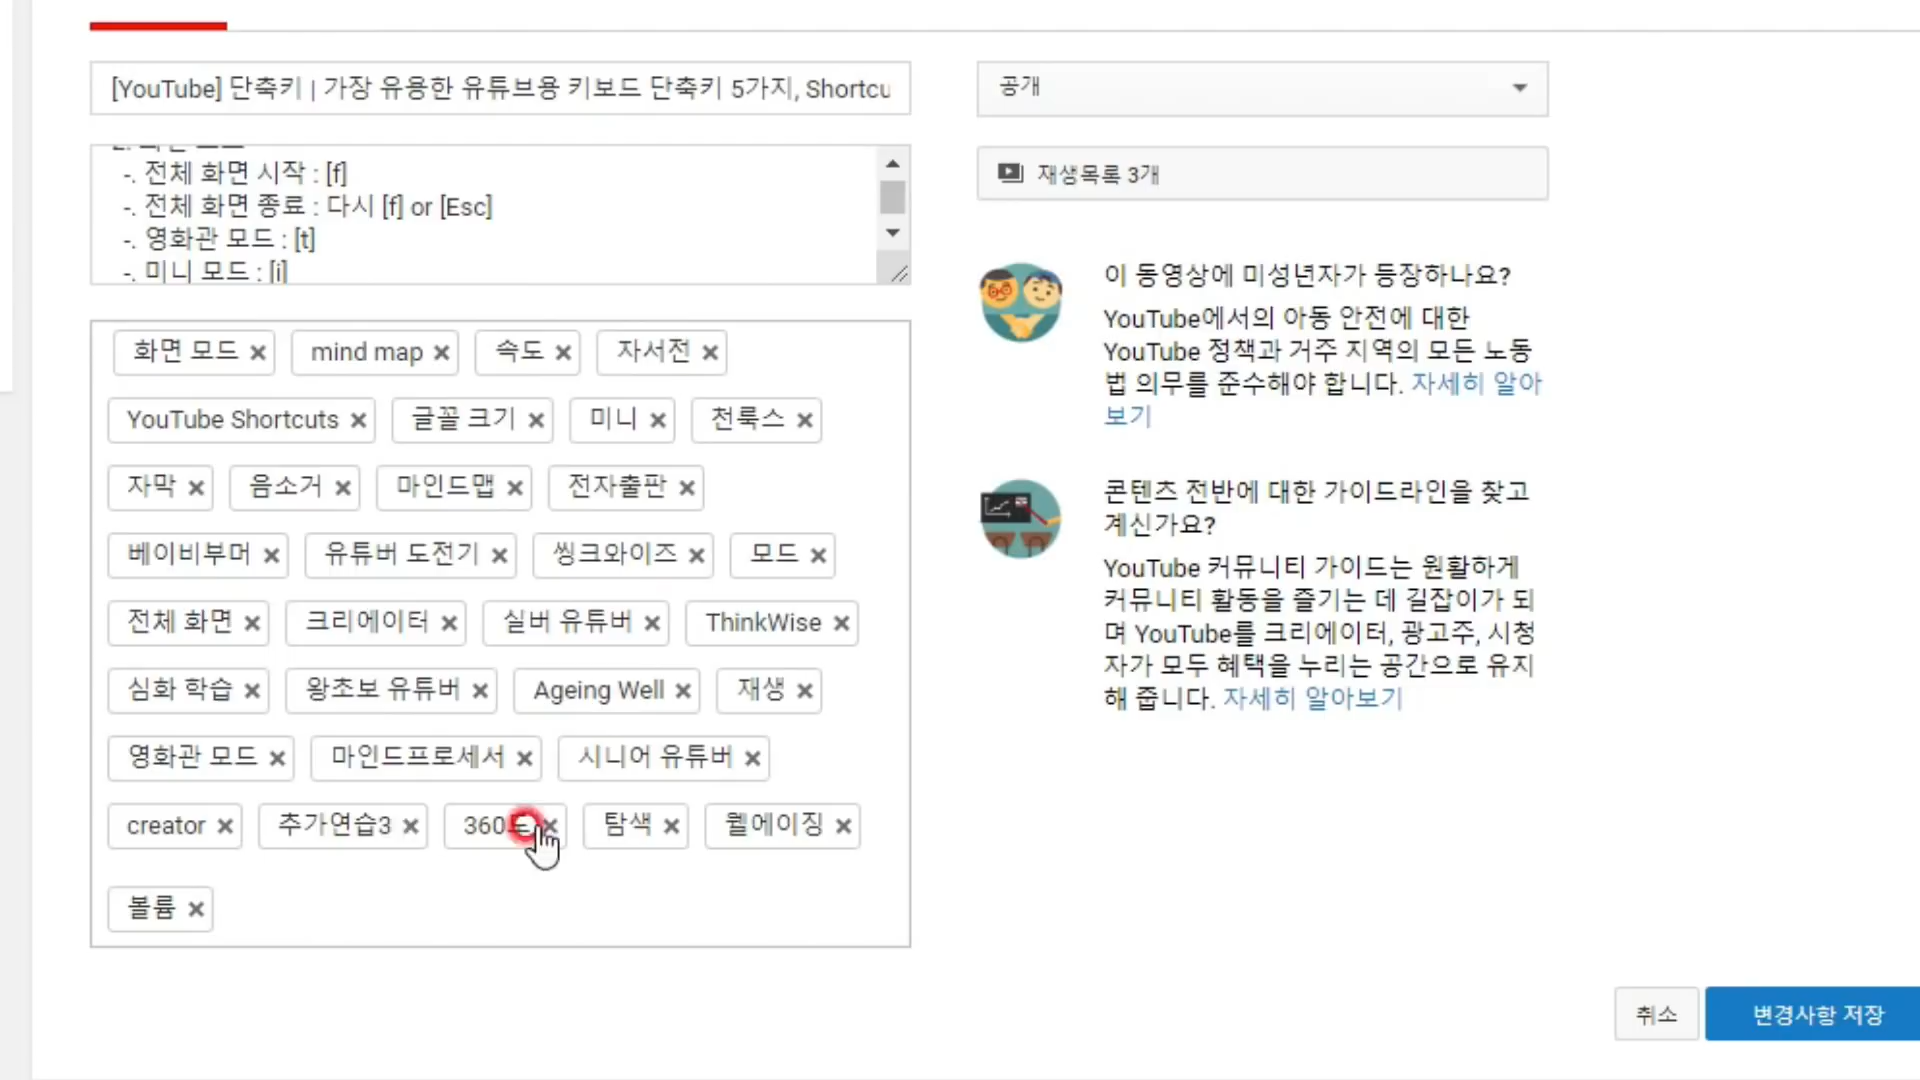 [YouTube] 단축키 | 가장 유용한 유튜브용 키보드 단축키 5가지, Shortcu
-. 전체 화면 시작 : [f]
-. 전체 화면 종료 : 다시 [f] or [Esc]
-. 영화관 모드 : [t]
-. 미니 모드 : [i]
화면 모드 × mind map × 속도 × 자서전 ×
YouTube Shortcuts × 글꼴 크기 × 미니 × 천룩스 ×
자막 × 음소거 × 마인드맵 × 전자출판 ×
베이비부머 × 유튜버 도전기 × 씽크와이즈 × 모드 ×
전체 화면 × 크리에이터 × 실버 유튜버 × ThinkWise ×
심화 학습 × 왕초보 유튜버 × Ageing Well × 재생 ×
영화관 모드 × 마인드프로세서 × 시니어 유튜버 ×
creator × 추가연습3 × 360도 × 탐색 × 웰에이징 ×
볼륨 ×
공개
재생목록 3개
이 동영상에 미성년자가 등장하나요?
YouTube에서의 아동 안전에 대한
YouTube 정책과 거주 지역의 모든 노동
법 의무를 준수해야 합니다. 자세히 알아
보기
콘텐츠 전반에 대한 가이드라인을 찾고
계신가요?
YouTube 커뮤니티 가이드는 원활하게
커뮤니티 활동을 즐기는 데 길잡이가 되
며 YouTube를 크리에이터, 광고주, 시청
자가 모두 혜택을 누리는 공간으로 유지
해 줍니다. 자세히 알아보기
취소
변경사항 저장